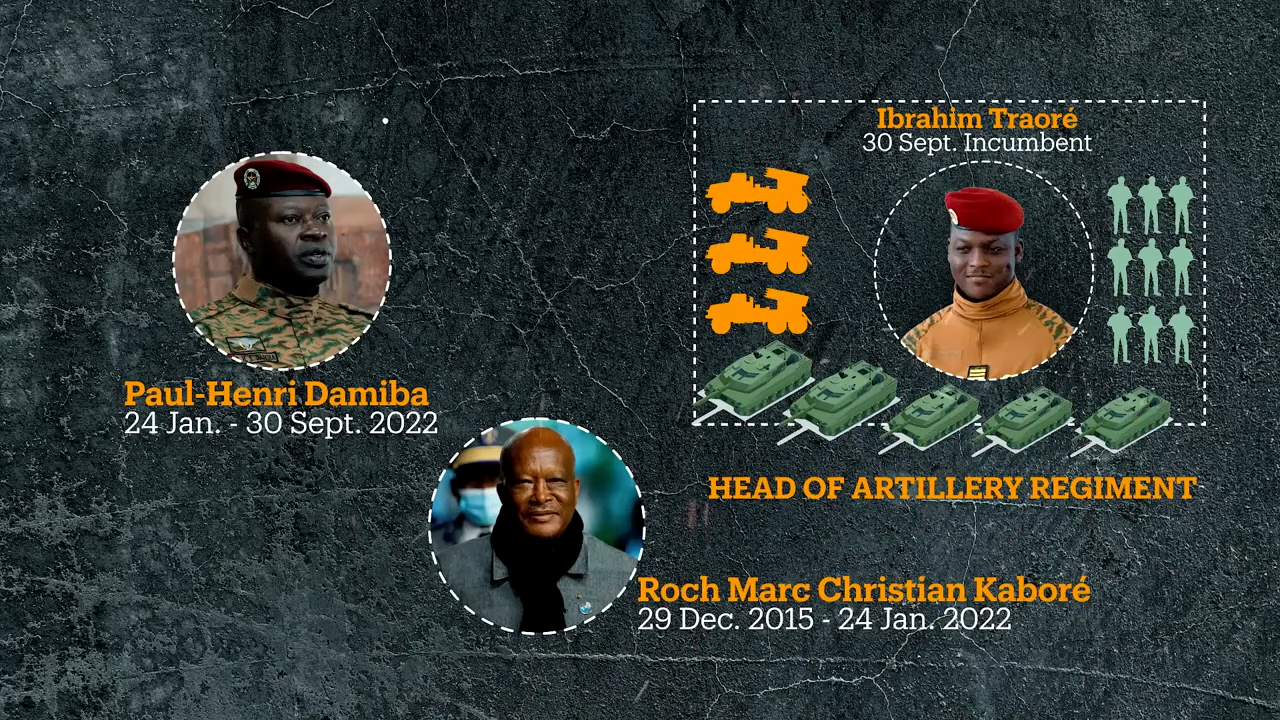 Ibrahim Traoré
30 Sept. Incumbent
Paul-Henri Damiba
24 Jan. - 30 Sept. 2022
HEAD OF ARTILLERY REGIMENT
Roch Marc Christian Kaboré
29 Dec. 2015 - 24 Jan. 2022